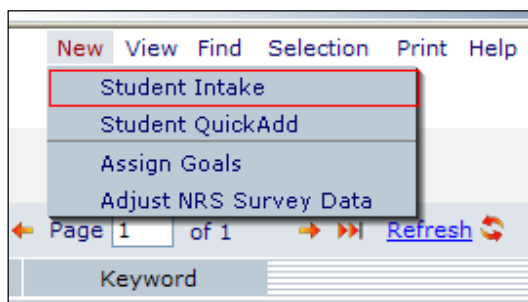 New View Find Selection Print Help
Student Intake
Student QuickAdd
Assign Goals
Adjust NRS Survey Data
Page 1 of 1 Refresh
Keyword